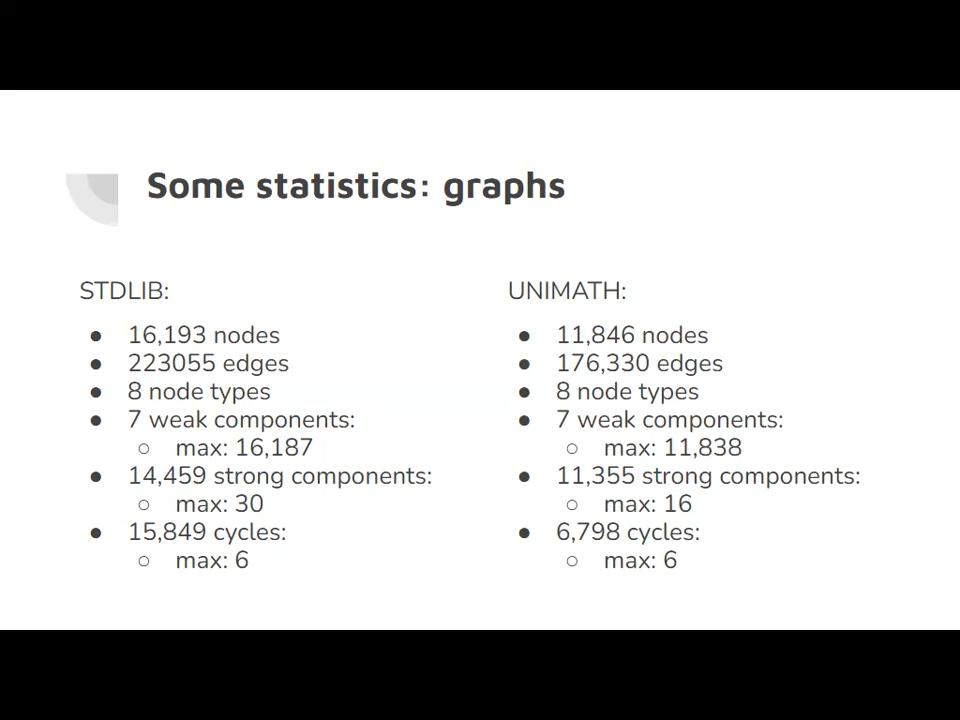 Some statistics: graphs
STDLIB:
● 16,193 nodes
● 223055 edges
● 8 node types
● 7 weak components:
○ max: 16,187
● 14,459 strong components:
○ max: 30
● 15,849 cycles:
○ max: 6
UNIMATH:
● 11,846 nodes
● 176,330 edges
● 8 node types
● 7 weak components:
○ max: 11,838
● 11,355 strong components:
○ max: 16
● 6,798 cycles:
○ max: 6